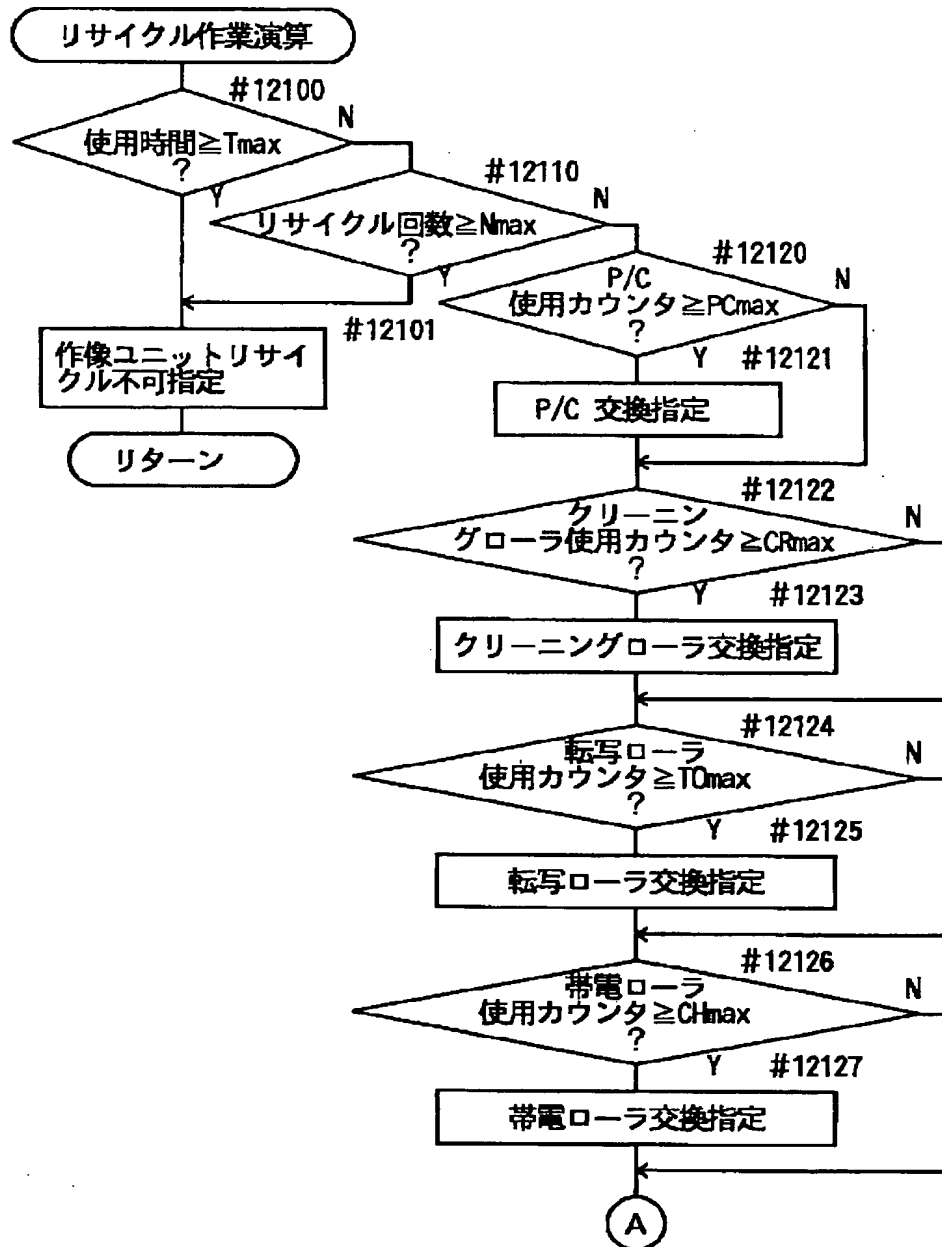 リサイクル作業演算
#12100
N
使用時間≧Tmax
?
Y
#12110
N
リサイクル回数≧Nmax
?
Y
#12120
N
P/C
使用カウンタ≧PCmax
?
Y
#12121
#12101
作像ユニットリサイ
クル不可指定
P/C 交換指定
リターン
#12122
N
クリーニン
グローラ使用カウンタ≧CRmax
?
Y
#12123
クリーニングローラ交換指定
#12124
N
転写ローラ
使用カウンタ≧TOmax
?
Y
#12125
転写ローラ交換指定
#12126
N
帯電ローラ
使用カウンタ≧CHmax
?
Y
#12127
帯電ローラ交換指定
A